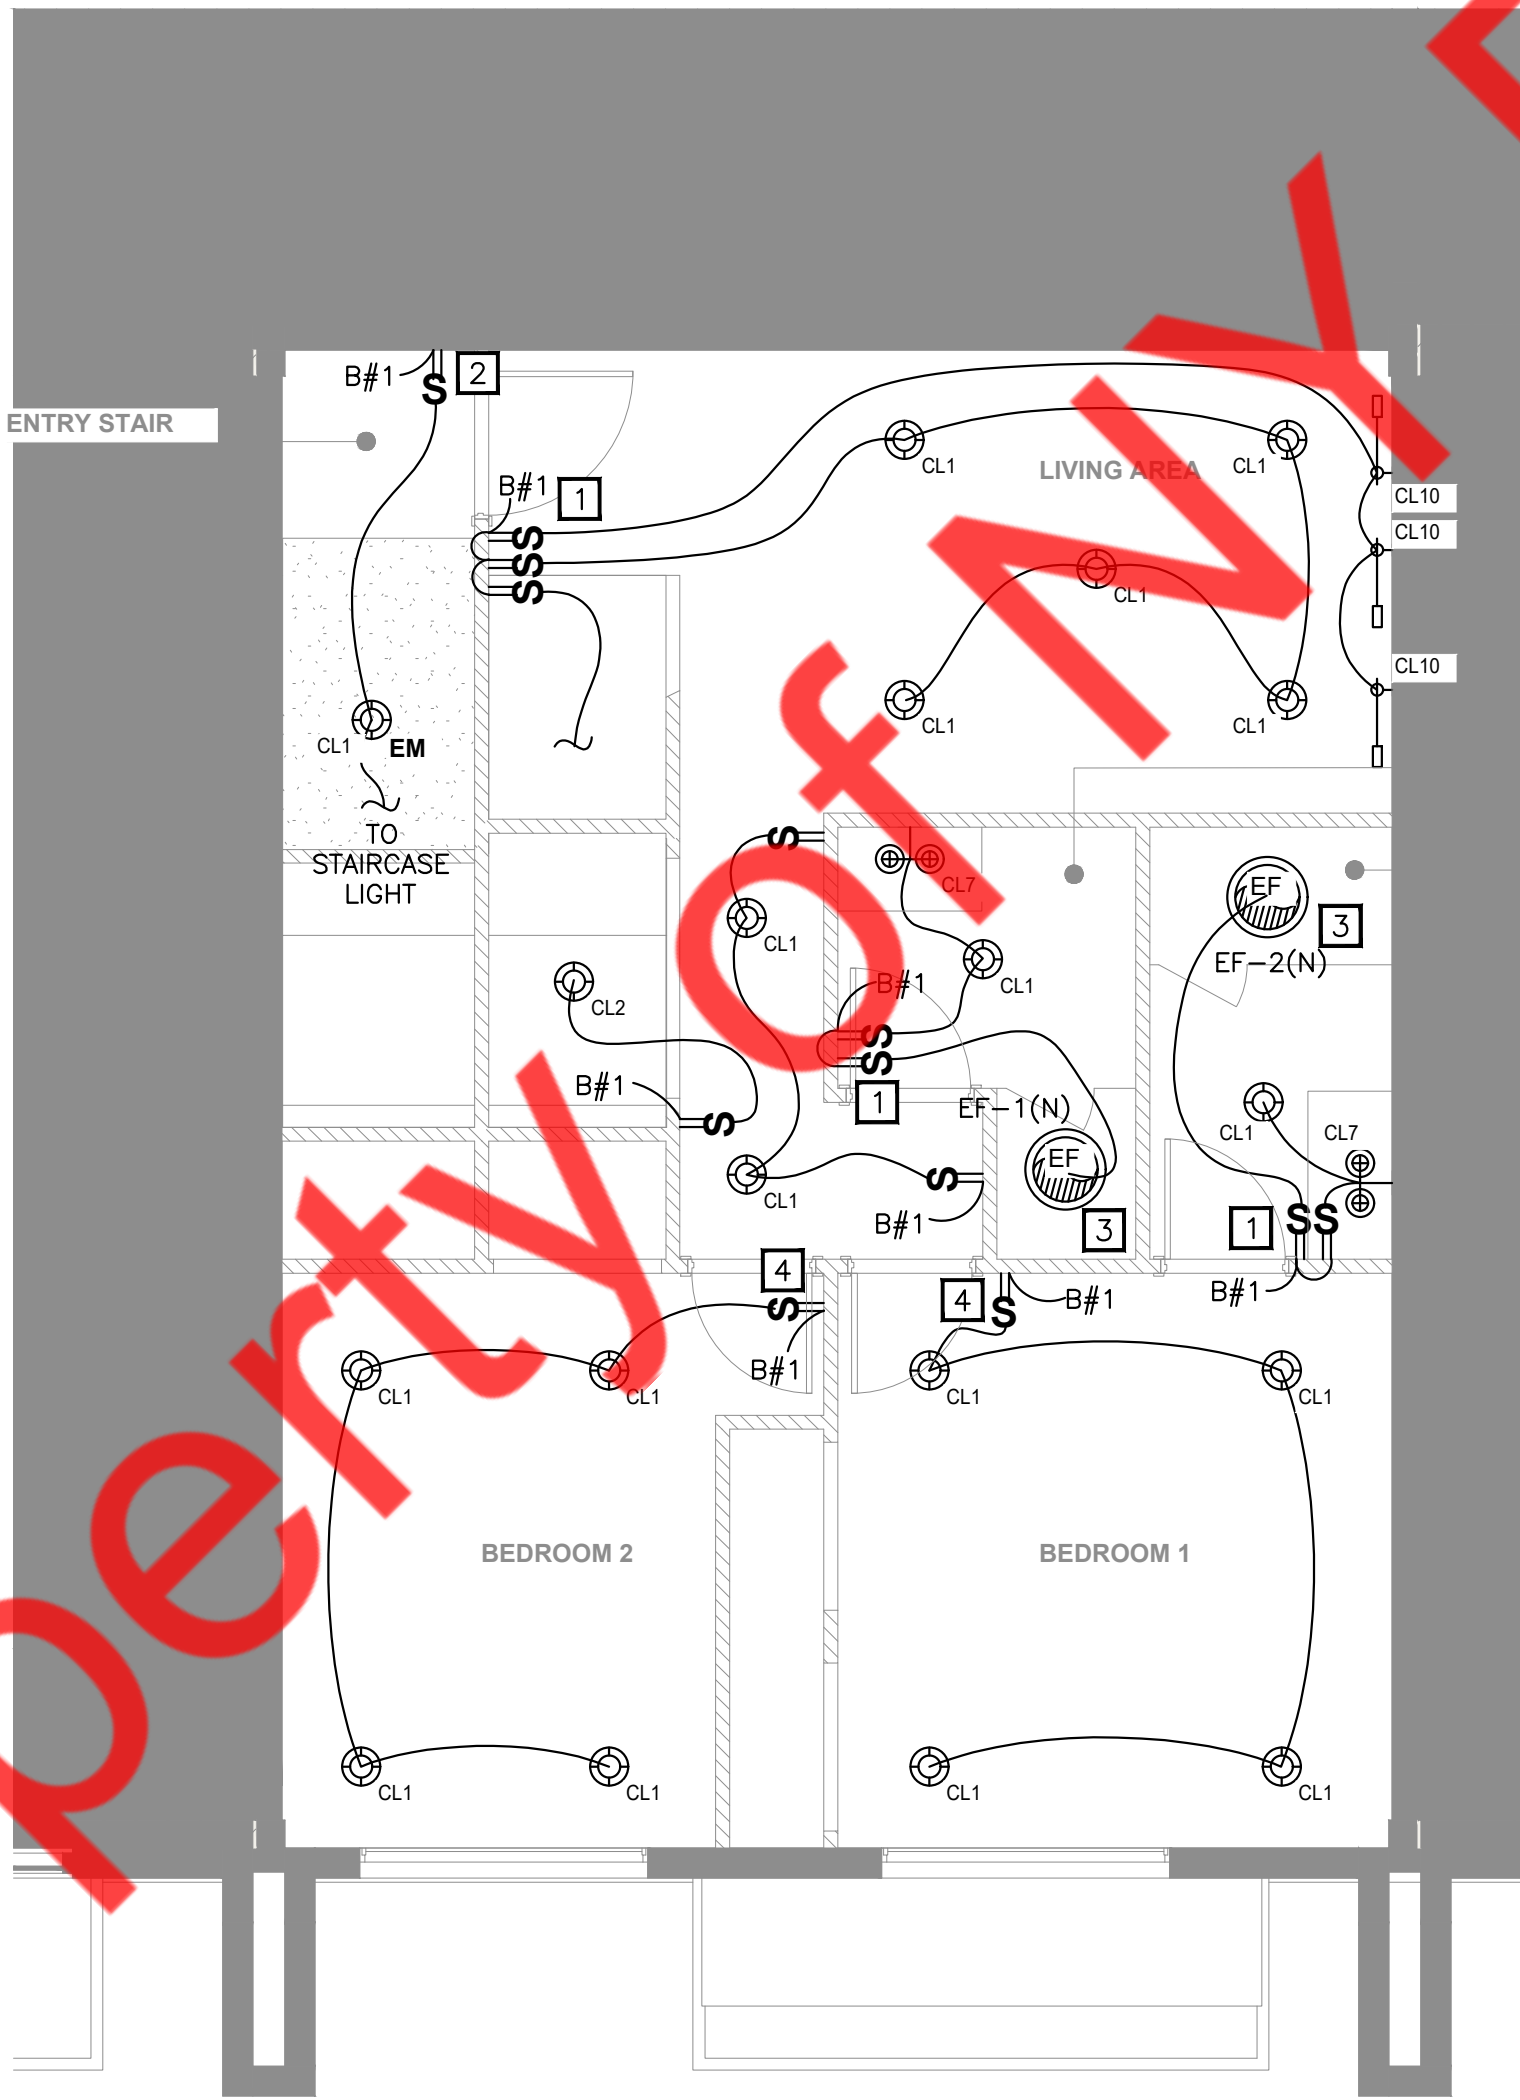 B#1
S
2
ENTRY STAIR
CL1
CL1
LIVING AREA
B#1
1
CL10
CL10
S
S
S
CL1
CL10
CL1
CL1
CL1
EM
TO
STAIRCASE
LIGHT
S
CL7
EF
3
EF-2(N)
CL1
CL1
CL2
B#1
S
S
1
B#1
S
EF-1(N)
CL1
CL7
EF
S
CL1
B#1
3
1
S
S
4
S
B#1
4
S
B#1
B#1
CL1
CL1
CL1
CL1
BEDROOM 2
BEDROOM 1
CL1
CL1
CL1
CL1
perty of NY